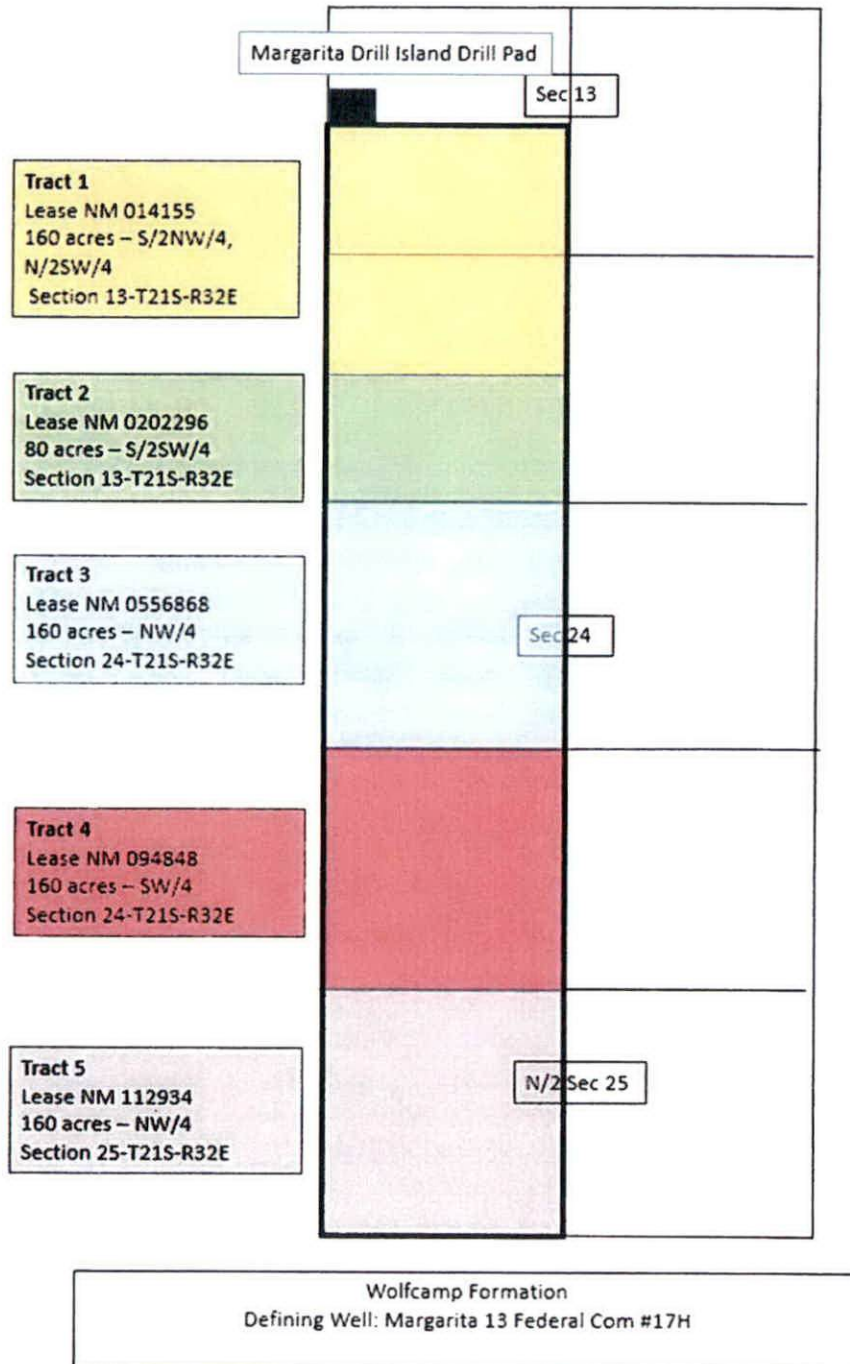 Margarita Drill Island Drill Pad
Sec 13
Tract 1
Lease NM 014155
160 acres – S/2NW/4,
N/2SW/4
Section 13-T21S-R32E
Tract 2
Lease NM 0202296
80 acres – S/2SW/4
Section 13-T21S-R32E
Tract 3
Lease NM 0556868
160 acres – NW/4
Section 24-T21S-R32E
Sec 24
Tract 4
Lease NM 094848
160 acres – SW/4
Section 24-T21S-R32E
Tract 5
Lease NM 112934
160 acres – NW/4
Section 25-T21S-R32E
N/2 Sec 25
Wolfcamp Formation
Defining Well: Margarita 13 Federal Com #17H